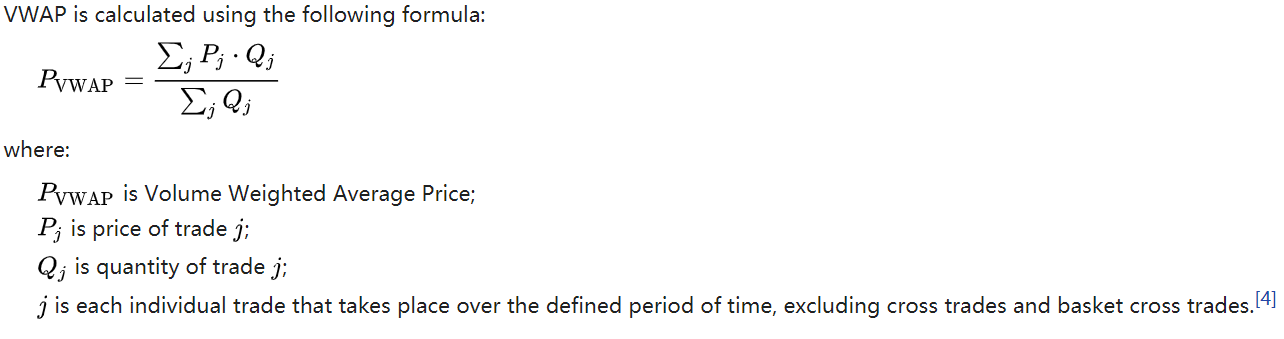 VWAP is calculated using the following formula:
P_VWAP = ∑_j P_j · Q_j / ∑_j Q_j
where:
P_VWAP is Volume Weighted Average Price;
P_j is price of trade j;
Q_j is quantity of trade j;
j is each individual trade that takes place over the defined period of time, excluding cross trades and basket cross trades.[4]